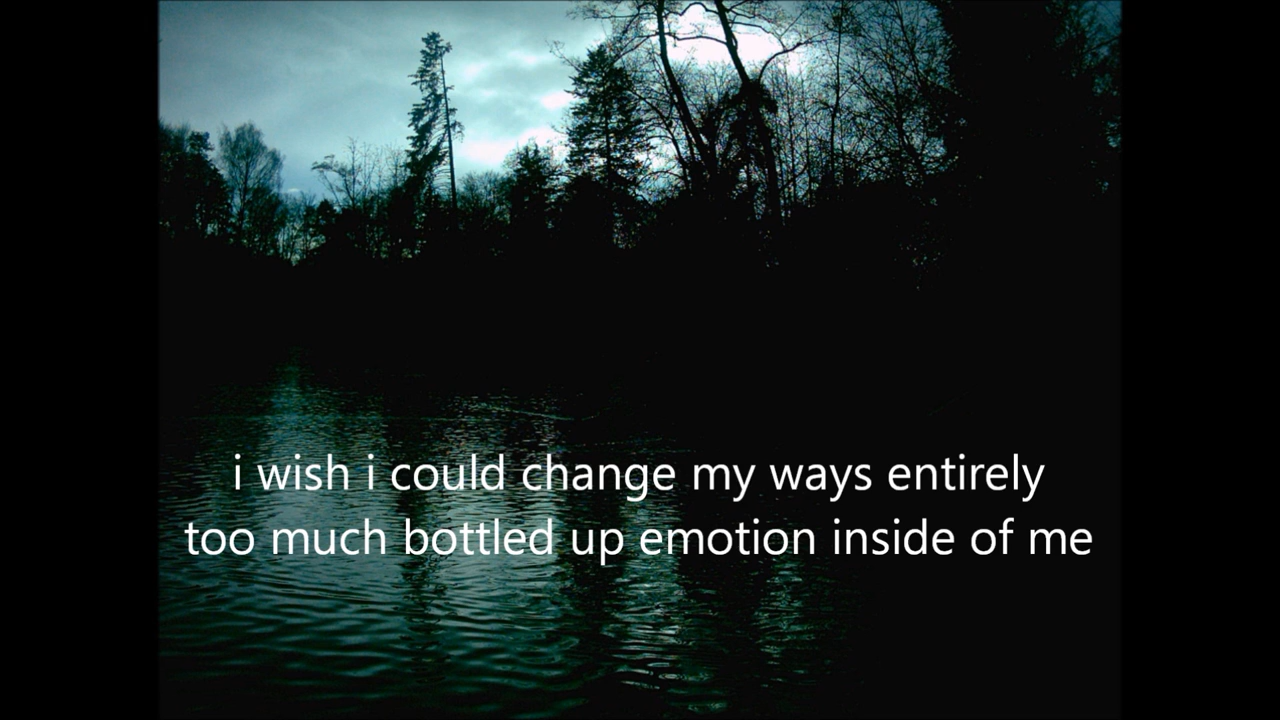 i wish i could change my ways entirely
too much bottled up emotion inside of me